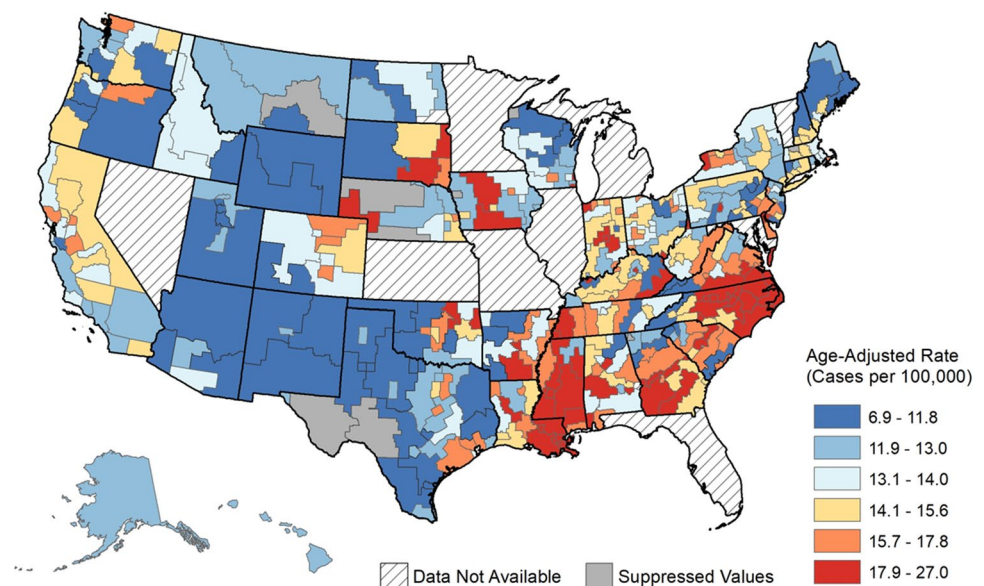 Age-Adjusted Rate
(Cases per 100,000)
6.9 - 11.8
11.9 - 13.0
13.1 - 14.0
14.1 - 15.6
15.7 - 17.8
17.9 - 27.0
Data Not Available
Suppressed Values